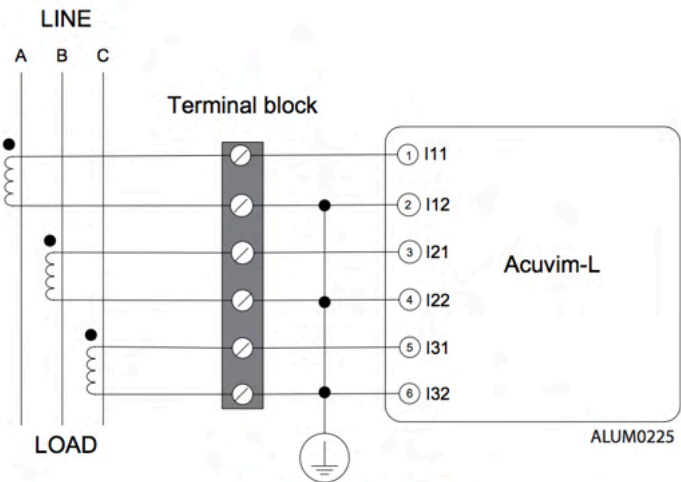 LINE
A B C
Terminal block
1 I11
2 I12
3 I21
4 I22
5 I31
6 I32
Acuvim-L
LOAD
ALUM0225